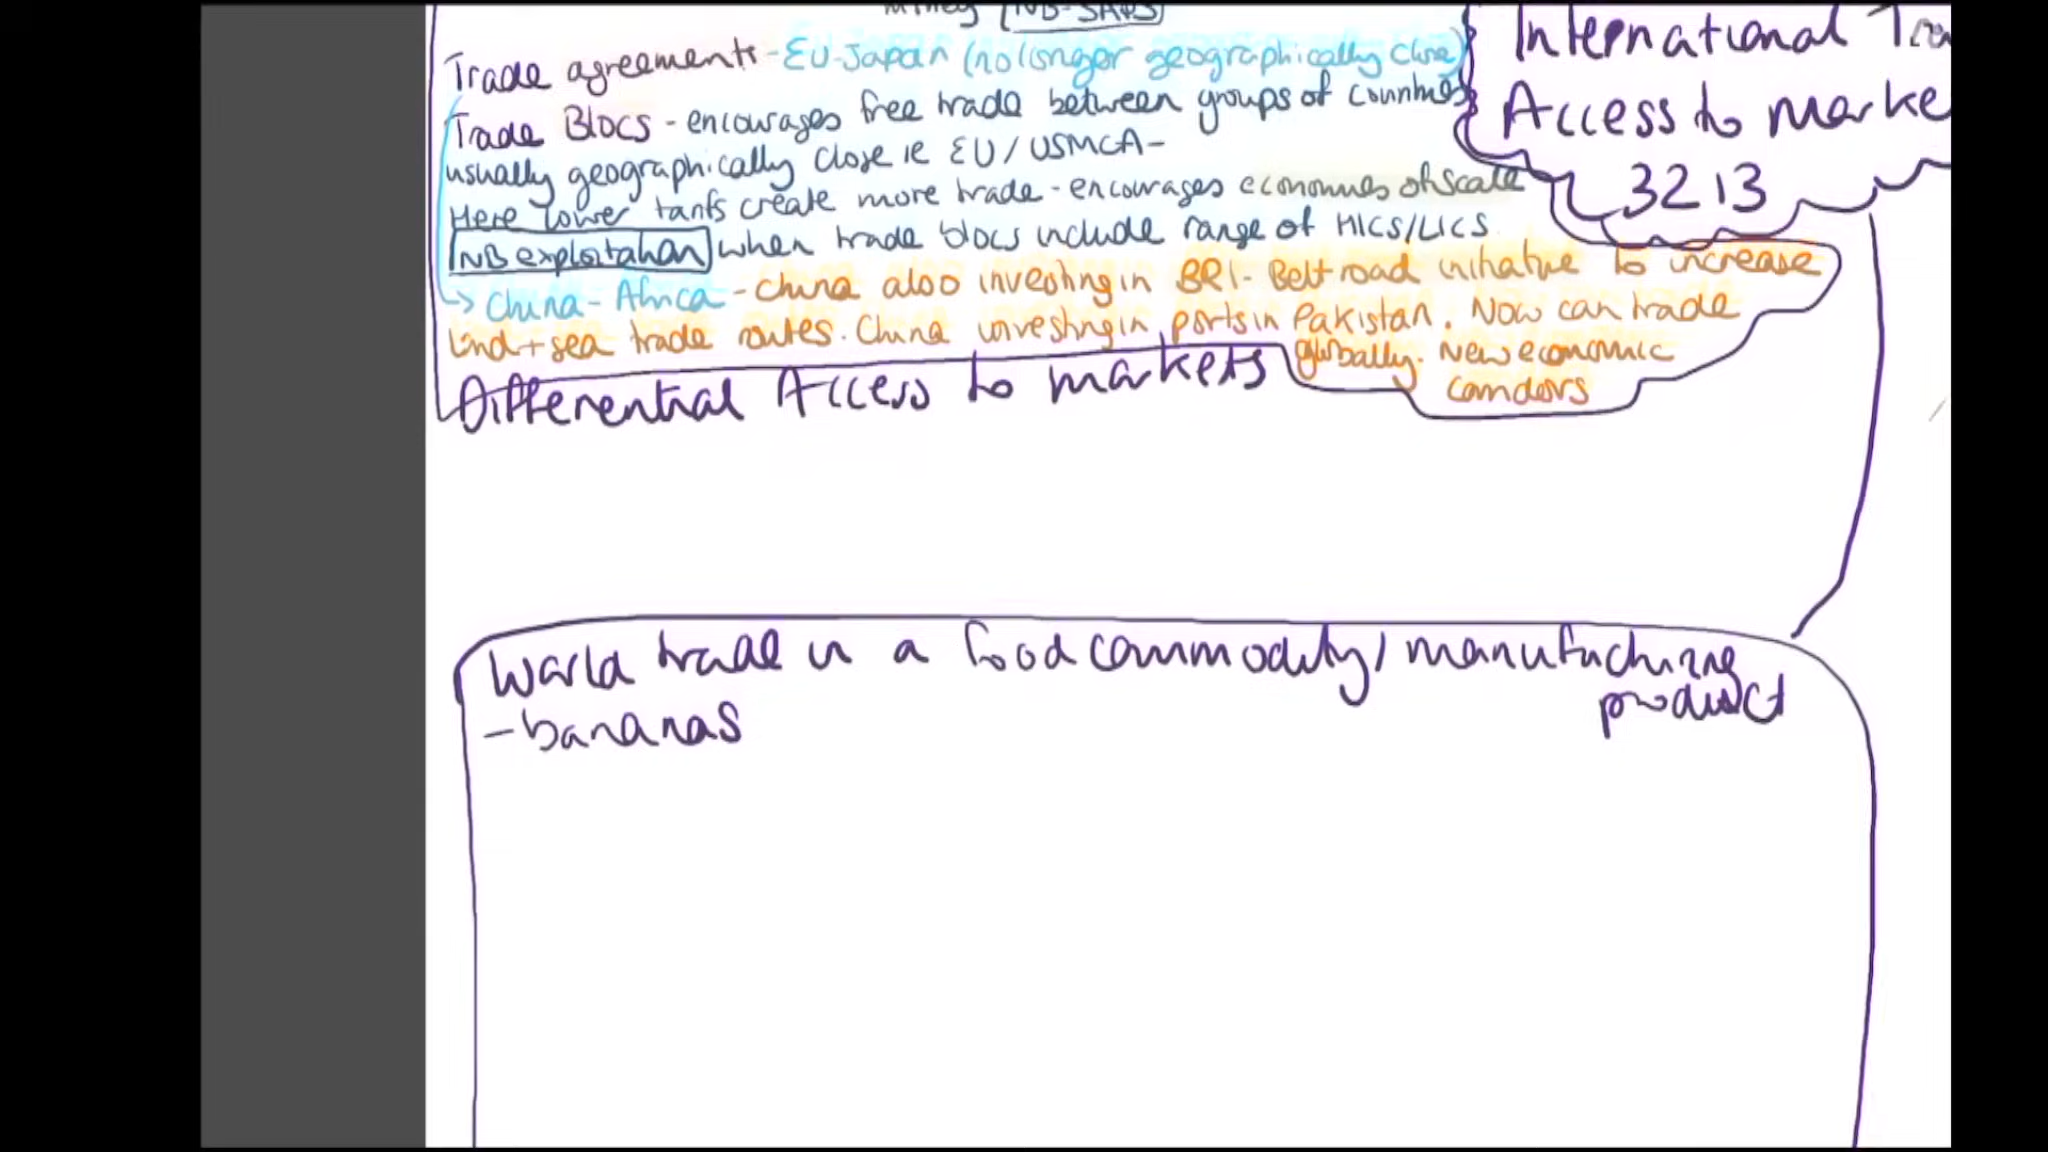 money (NB-SAPs)
Trade agreements - EU-Japan (no longer geographically close)
Trade Blocs - encourages free trade between groups of countries
usually geographically close ie EU/USMCA -
Here lower tarifs create more trade - encourages economies of scale
NB exploitation when trade blocs include range of HICS/LICS
→ China - Africa - China also investing in BRI - Belt road initiative to increase
land + sea trade routes. China investing in ports in Pakistan. Now can trade
globally. New economic
corridors
Differential Access to markets
International Tra
Access to marke
3213
World trade in a food commodity/manufacturing
product
- bananas